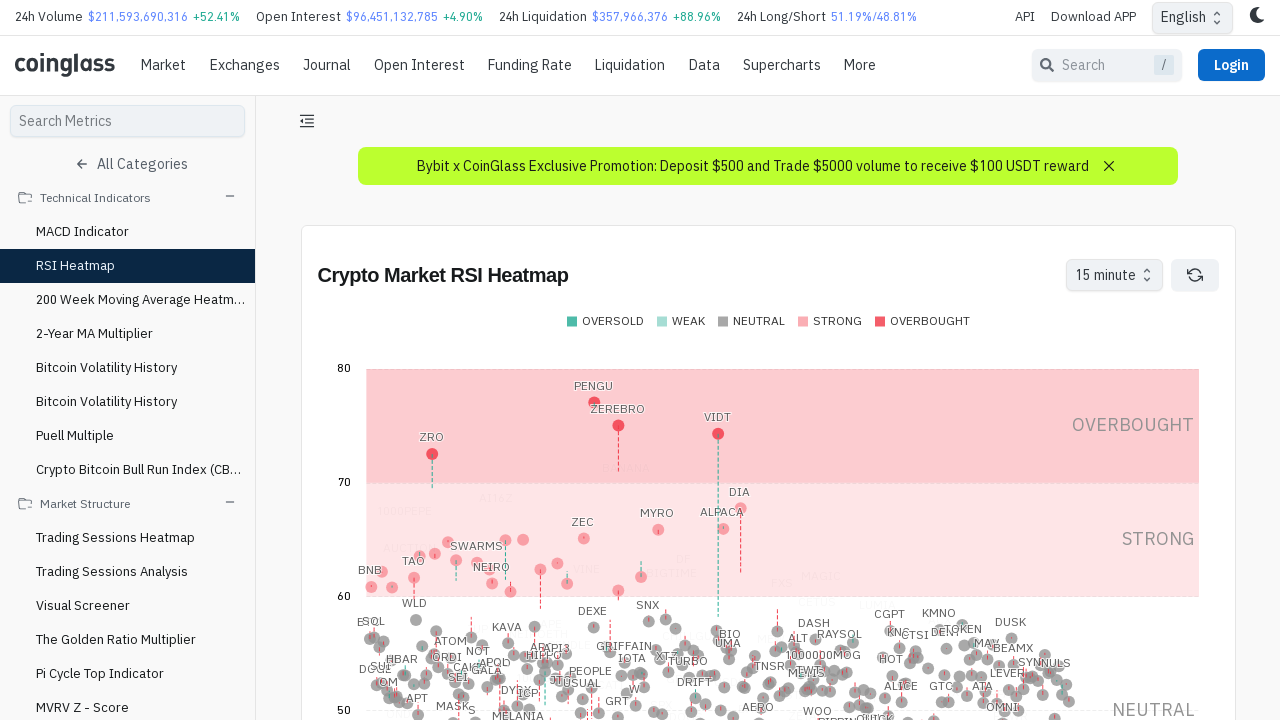 24h Volume $211,593,690,316 +52.41% Open Interest $96,451,132,785 +4.90% 24h Liquidation $357,966,376 +88.96% 24h Long/Short 51.19%/48.81% API Download APP English
coinglass Market Exchanges Journal Open Interest Funding Rate Liquidation Data Supercharts More Search / Login
Search Metrics
All Categories
Technical Indicators
MACD Indicator
RSI Heatmap
200 Week Moving Average Heatm...
2-Year MA Multiplier
Bitcoin Volatility History
Bitcoin Volatility History
Puell Multiple
Crypto Bitcoin Bull Run Index (CB...
Market Structure
Trading Sessions Heatmap
Trading Sessions Analysis
Visual Screener
The Golden Ratio Multiplier
Pi Cycle Top Indicator
MVRV Z - Score
Bybit x CoinGlass Exclusive Promotion: Deposit $500 and Trade $5000 volume to receive $100 USDT reward
Crypto Market RSI Heatmap
15 minute
OVERSOLD WEAK NEUTRAL STRONG OVERBOUGHT
80
PENGU
ZEREBRO
VIDT
OVERBOUGHT
ZRO
70
DIA
MYRO
ALPACA
ZEC
STRONG
SWARMS
TAO
NEIRO
BNB
60
WLD
DEXE
SNX
CGPT
KMNO
SOL
KAVA
DASH
DUSK
BIO
RAYSOL
CTSI
TOKEN
ATOM
UMA
ALT
MAV
NOT
API3
GRIFFAIN
BEAMX
HBAR
ORDI
HIPPO
IOTA
XTZ
TURBO
1000000MOG
HOT
NULS
APOL
TNSR
GALA
PEOPLE
MEMS
LEVER
SEI
OM
USUAL
DRIFT
ALICE
GTC
ATA
ICP
W
APT
GRT
MASK
AERO
OMNI
50
MELANIA
WOO
NEUTRAL